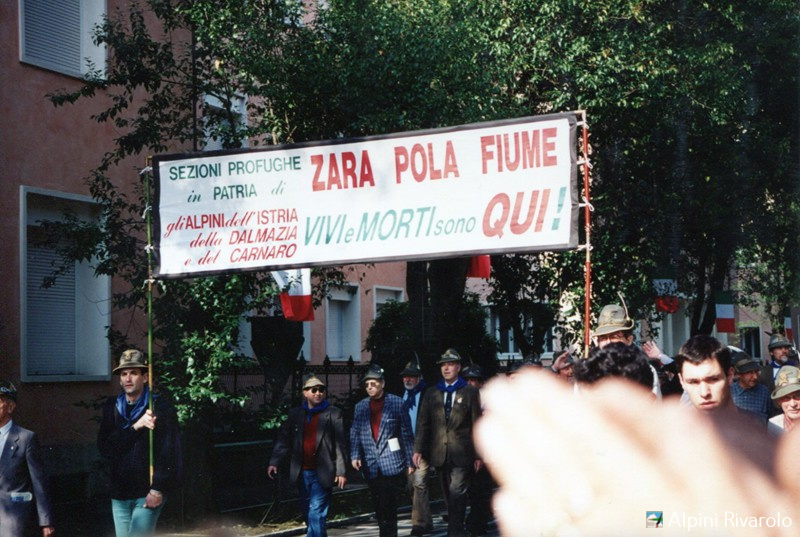 SEZIONI PROFUGHE
in PATRIA di
ZARA POLA FIUME
gli ALPINI dell'ISTRIA
della DALMAZIA
e del CARNARO
VIVI e MORTI sono QUI!
Alpini Rivarolo